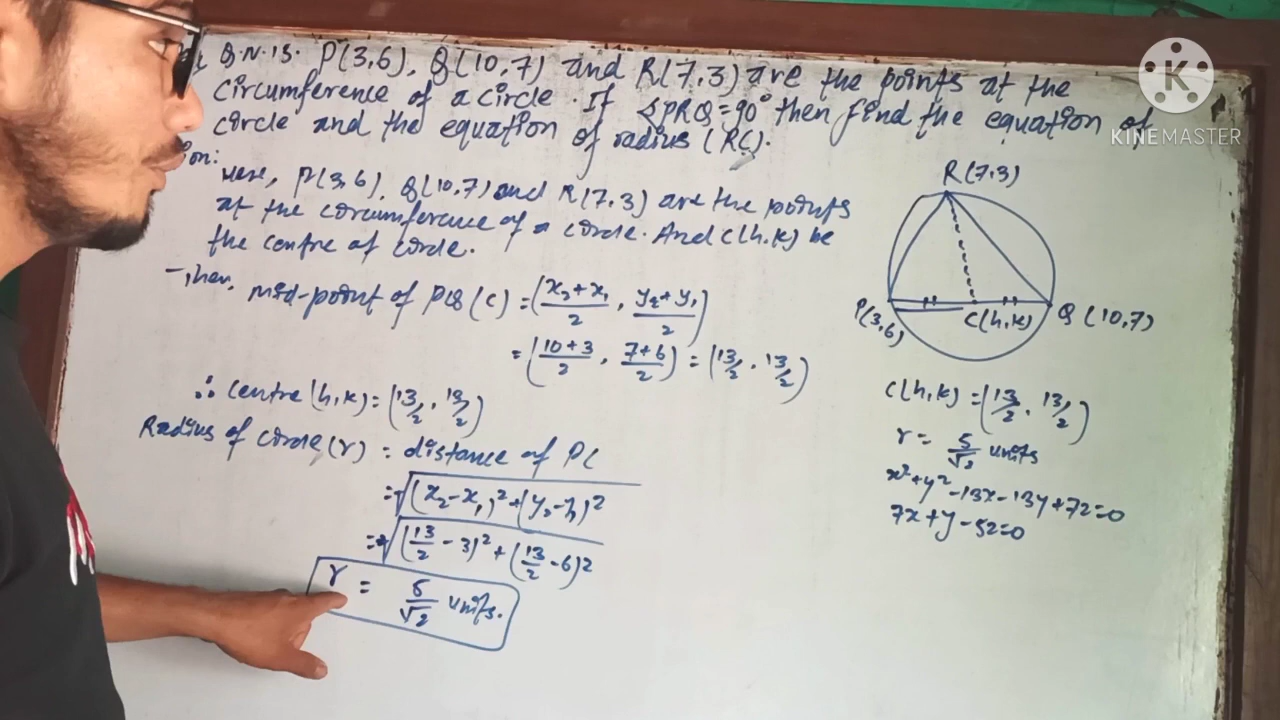 Q.N.13. P(3,6), Q(10,7) and R(7,3) are the points at the
circumference of a circle. If ∠PRQ=90° then find the equation of
circle and the equation of radius (RC).
ion:
Here, P(3,6), Q(10,7) and R(7,3) are the points
at the circumference of a circle. And C(h,k) be
the centre of circle.
Then, mid-point of PQ (C) = (x₂+x₁/2, y₂+y₁/2)
= (10+3/2, 7+6/2) = (13/2, 13/2)
∴ Centre (h,k) = (13/2, 13/2)
Radius of circle (r) = distance of PC
= √(x₂-x₁)²+(y₂-y₁)²
= √(13/2 - 3)² + (13/2 - 6)²
r = 5/√2 units.
R(7,3)
P(3,6)
C(h,k)
Q(10,7)
C(h,k) = (13/2, 13/2)
r = 5/√2 units
x²+y²-13x-13y+72=0
7x+y-52=0
K
KINEMASTER